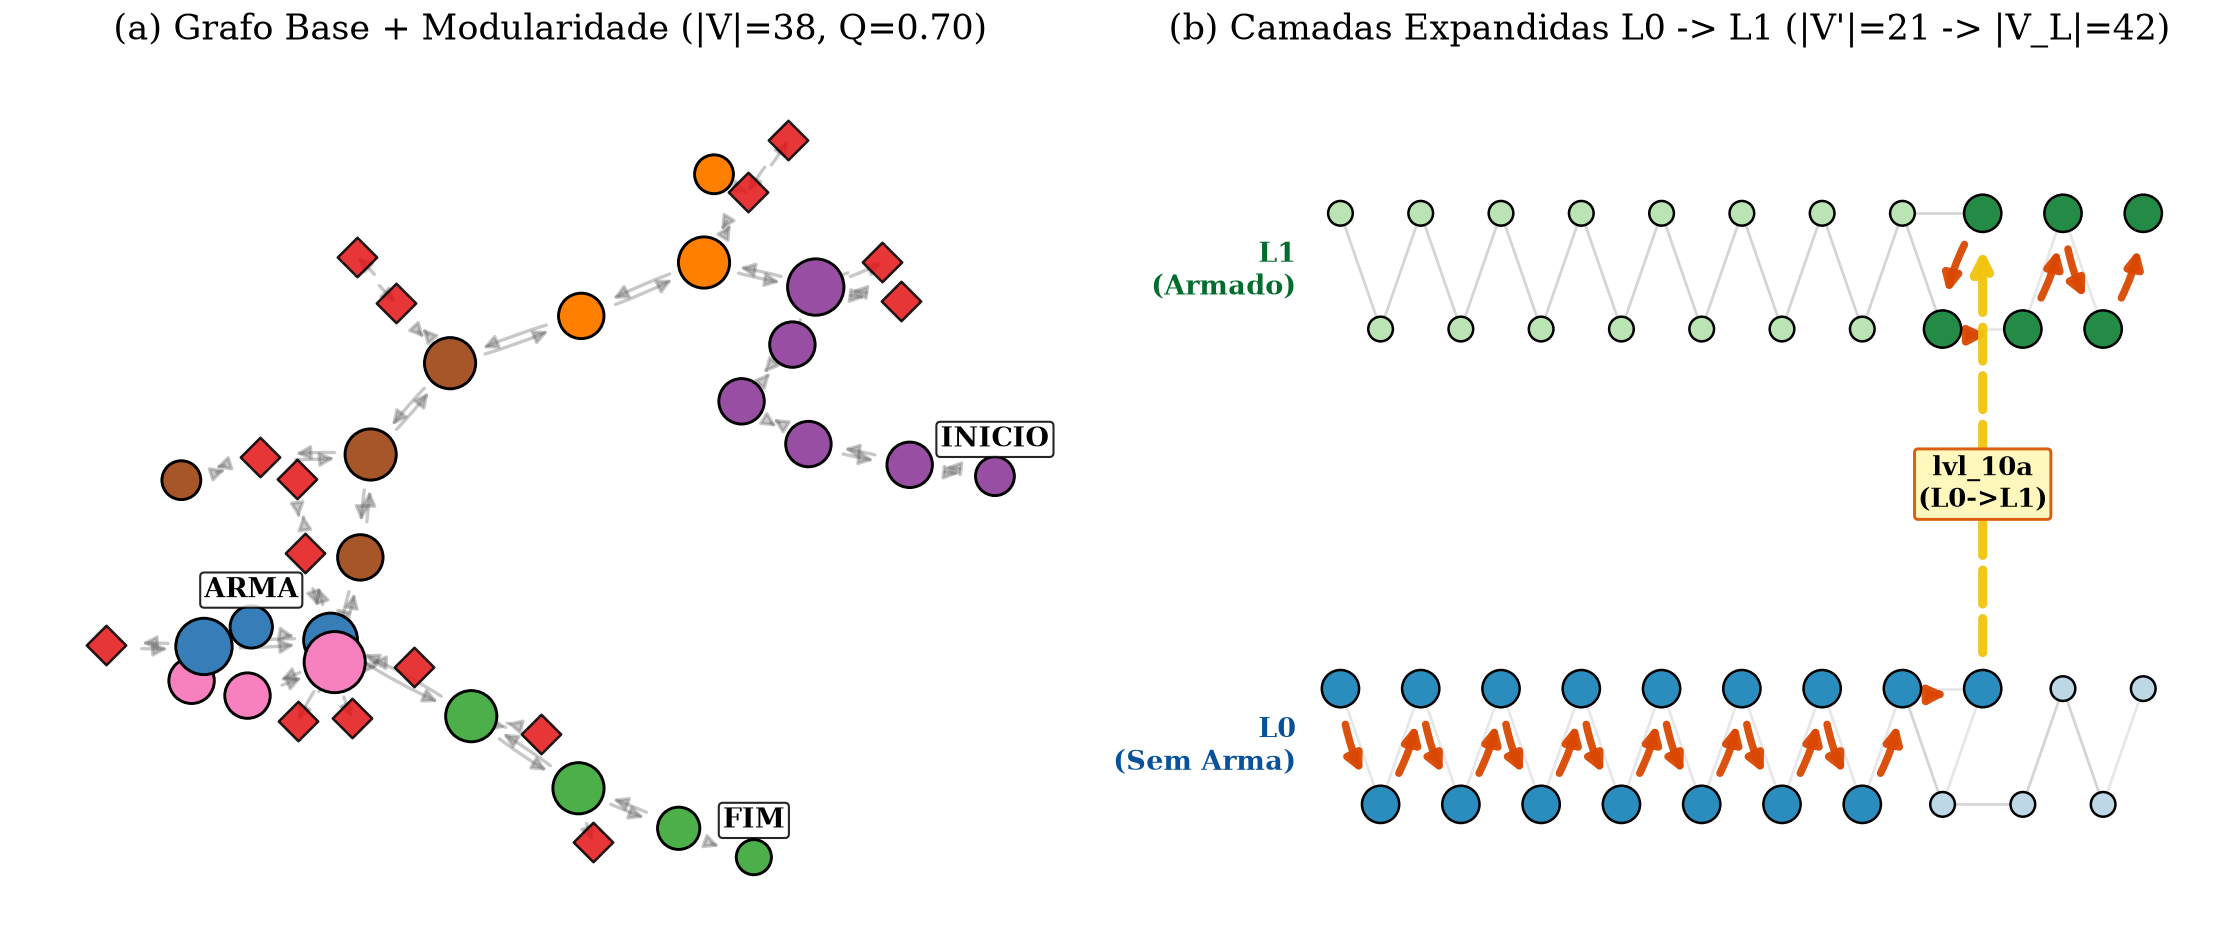 (a) Grafo Base + Modularidade (|V|=38, Q=0.70)
INICIO
ARMA
FIM
(b) Camadas Expandidas L0 -> L1 (|V'|=21 -> |V_L|=42)
L1
(Armado)
lvl_10a
(L0->L1)
L0
(Sem Arma)